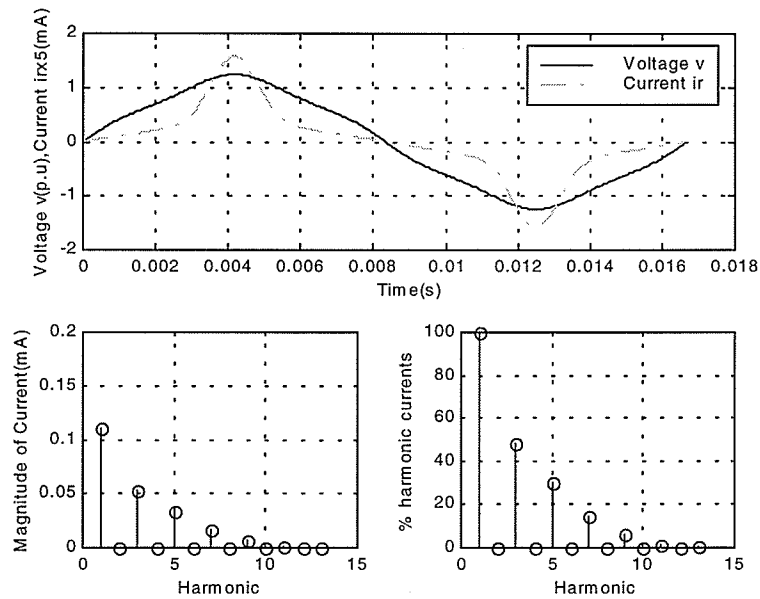 Voltage v(p.u),Current irx5(mA)
2
1
0
-1
-2
Voltage v
Current ir
0 0.002 0.004 0.006 0.008 0.01 0.012 0.014 0.016 0.018
Time(s)
Magnitude of Current(mA)
0.2
0.15
0.1
0.05
0
0 5 10 15
Harmonic
% harmonic currents
100
80
60
40
20
0
0 5 10 15
Harmonic